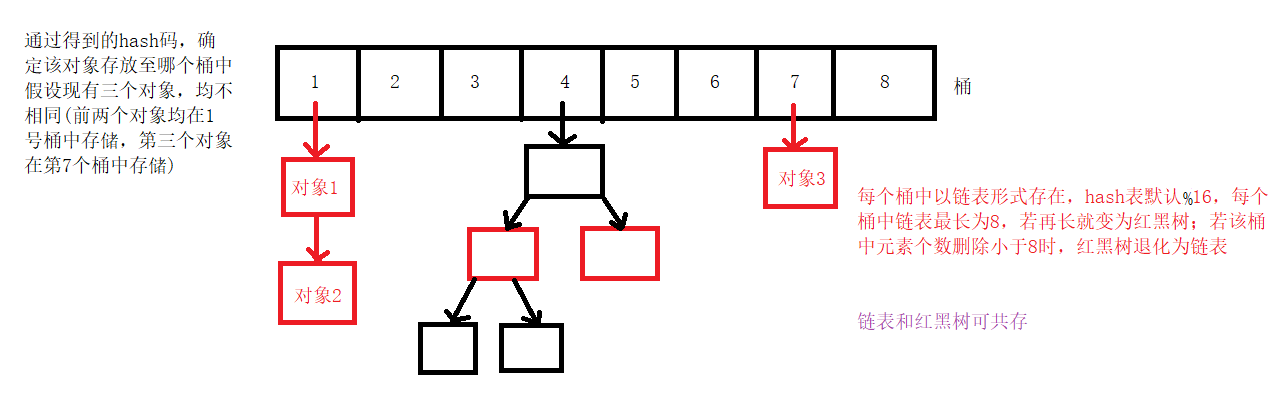 通过得到的hash码，确
定该对象存放至哪个桶中
假设现有三个对象，均不
相同(前两个对象均在1
号桶中存储，第三个对象
在第7个桶中存储)
1 2 3 4 5 6 7 8
桶
对象1
对象2
对象3
每个桶中以链表形式存在，hash表默认%16，每个
桶中链表最长为8，若再长就变为红黑树；若该桶
中元素个数删除小于8时，红黑树退化为链表
链表和红黑树可共存